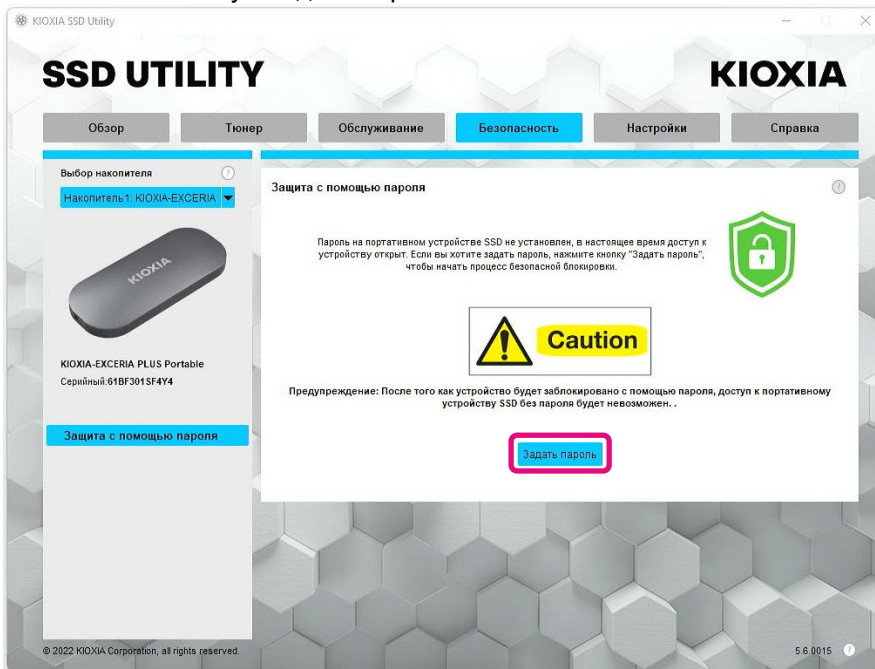 KIOXIA SSD Utility
SSD UTILITY
KIOXIA
Обзор
Тюнер
Обслуживание
Безопасность
Настройки
Справка
Выбор накопителя
Накопитель1: KIOXIA-EXCERIA
KIOXIA
KIOXIA-EXCERIA PLUS Portable
Серийный:61BF301SF4Y4
Защита с помощью пароля
Защита с помощью пароля
Пароль на портативном устройстве SSD не установлен, в настоящее время доступ к
устройству открыт. Если вы хотите задать пароль, нажмите кнопку "Задать пароль",
чтобы начать процесс безопасной блокировки.
Caution
Предупреждение: После того как устройство будет заблокировано с помощью пароля, доступ к портативному
устройству SSD без пароля будет невозможен. .
Задать пароль
© 2022 KIOXIA Corporation, all rights reserved.
5.6.0015